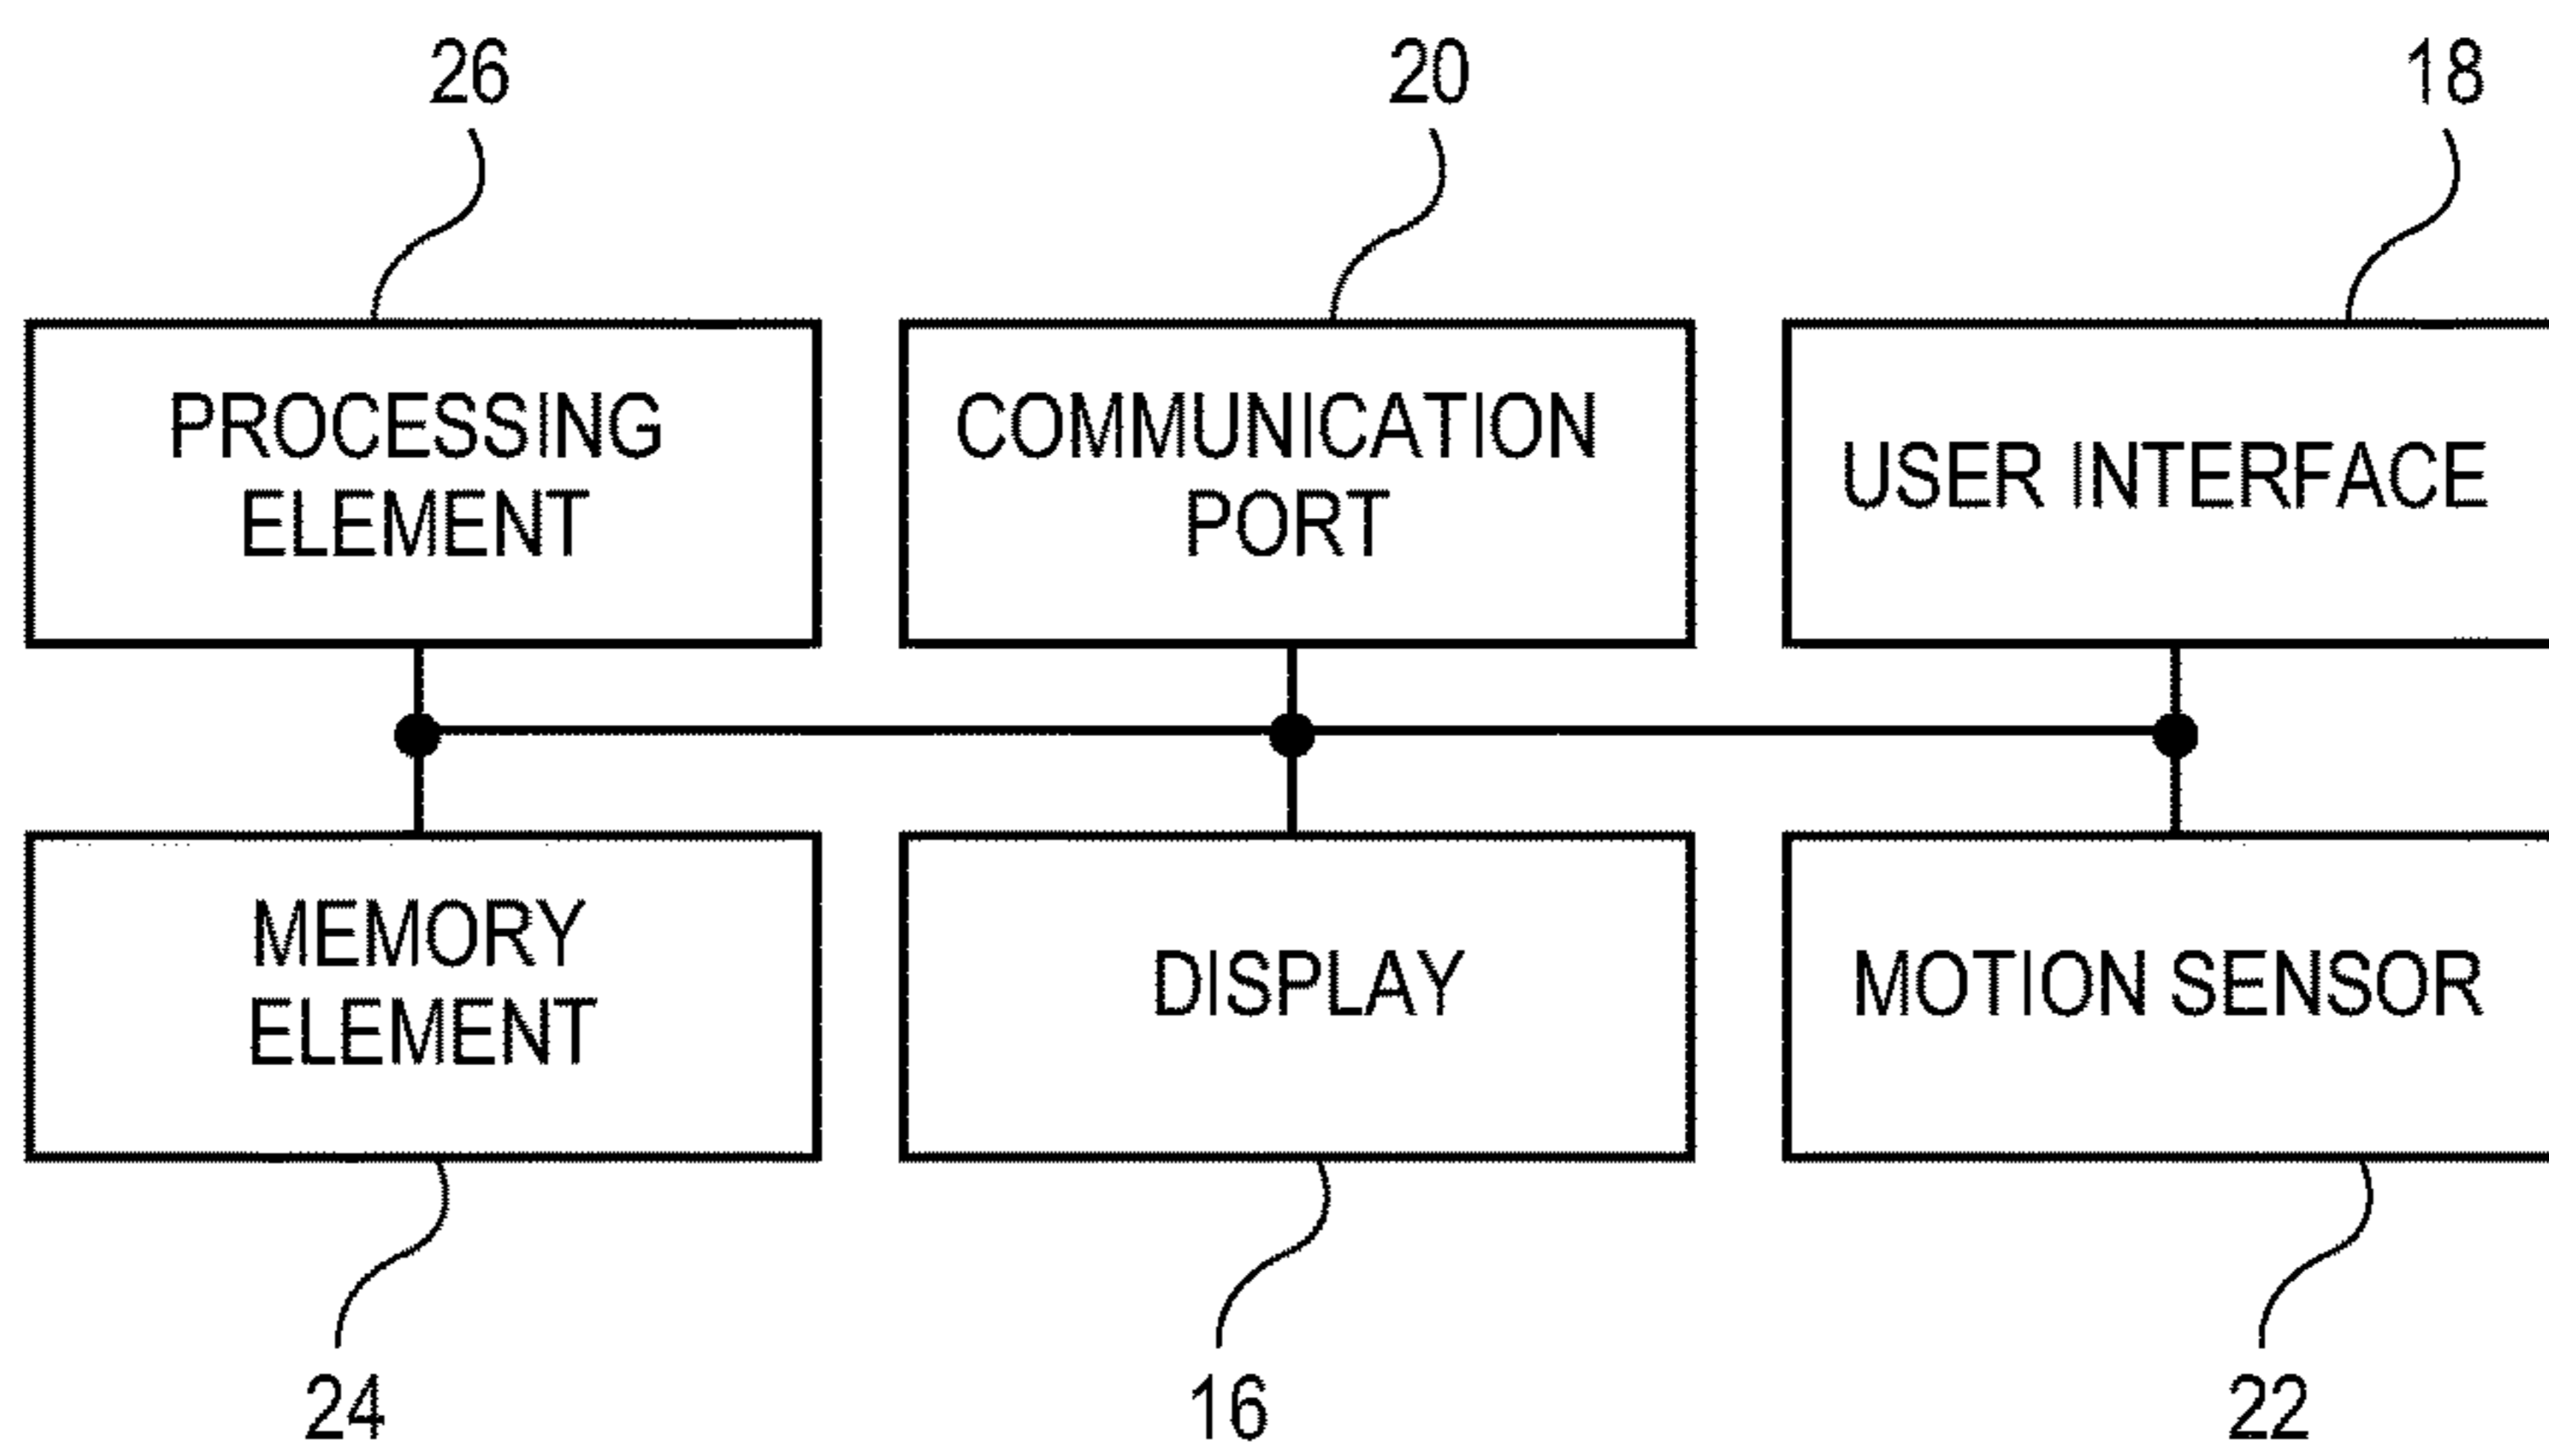 26
20
18
PROCESSING
ELEMENT
COMMUNICATION
PORT
USER INTERFACE
MEMORY
ELEMENT
DISPLAY
MOTION SENSOR
24
16
22